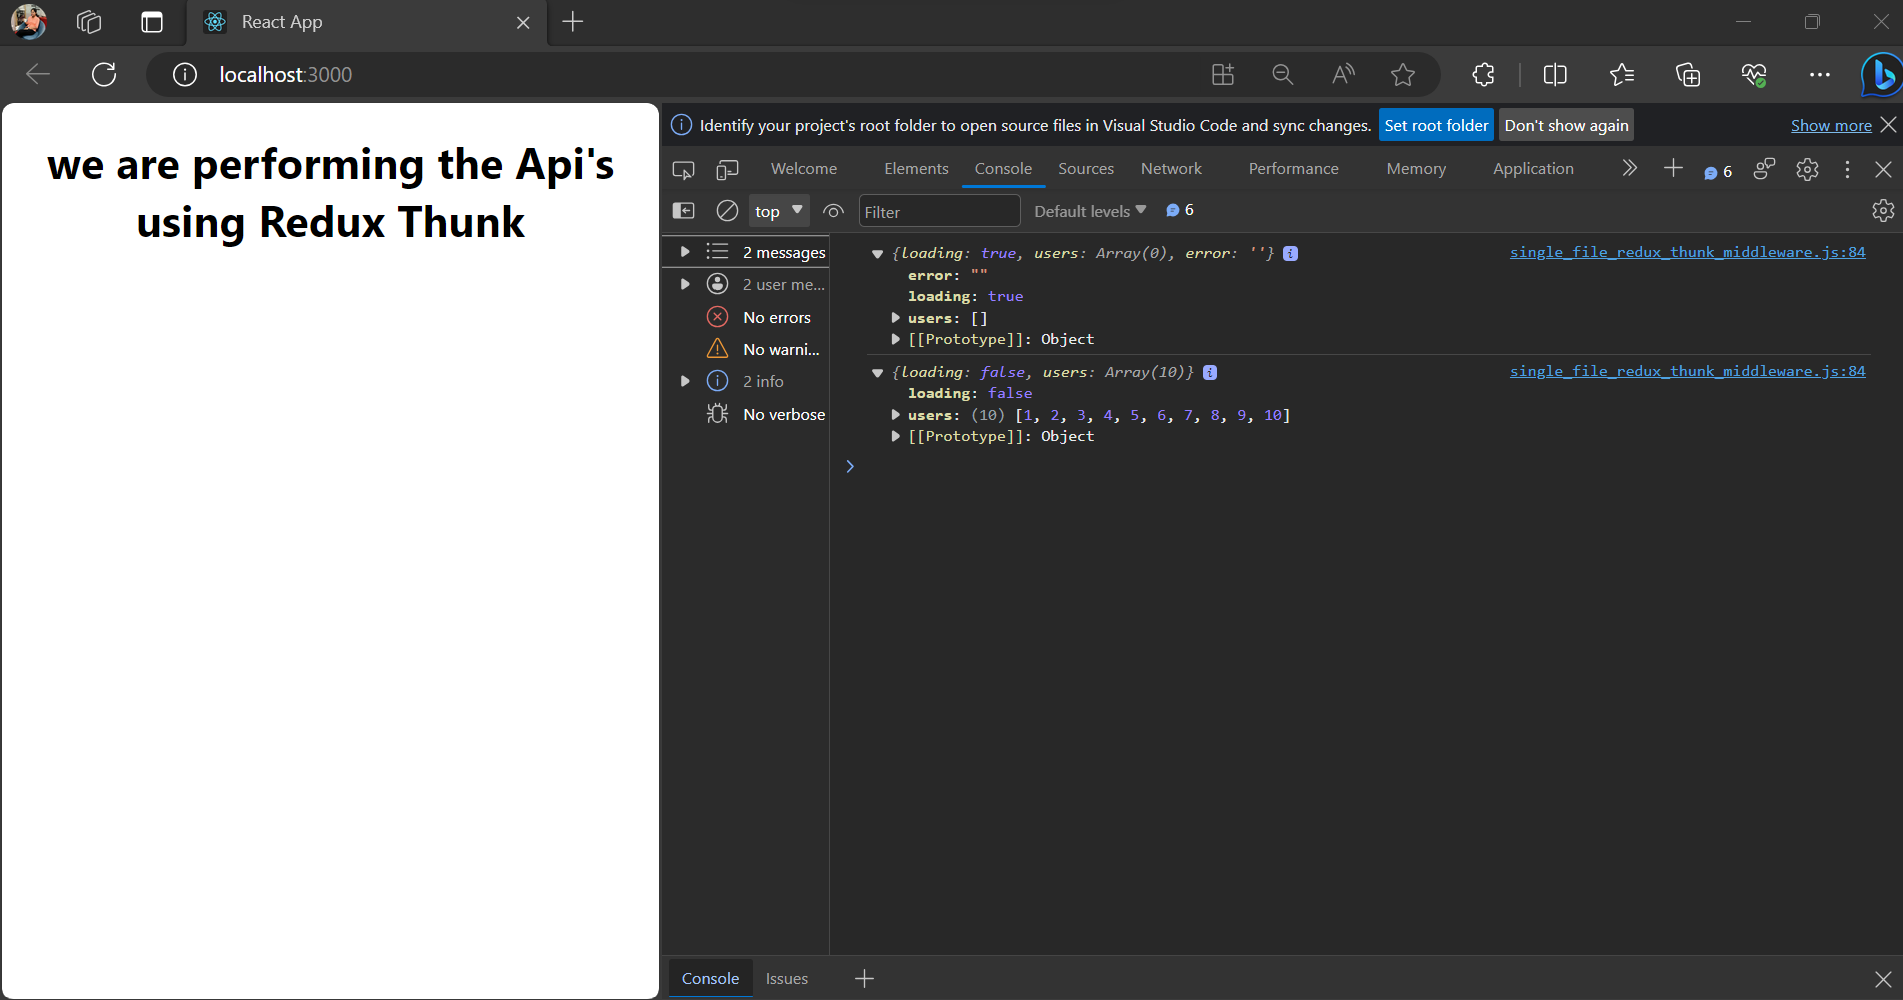 React App
localhost:3000
we are performing the Api's
using Redux Thunk
Identify your project's root folder to open source files in Visual Studio Code and sync changes. Set root folder Don't show again Show more
Welcome Elements Console Sources Network Performance Memory Application 6
top Filter Default levels 6
2 messages
2 user me...
No errors
No warni...
2 info
No verbose
{loading: true, users: Array(0), error: ''} i single_file_redux_thunk_middleware.js:84
error: ""
loading: true
users: []
[[Prototype]]: Object
{loading: false, users: Array(10)} i single_file_redux_thunk_middleware.js:84
loading: false
users: (10) [1, 2, 3, 4, 5, 6, 7, 8, 9, 10]
[[Prototype]]: Object
Console Issues